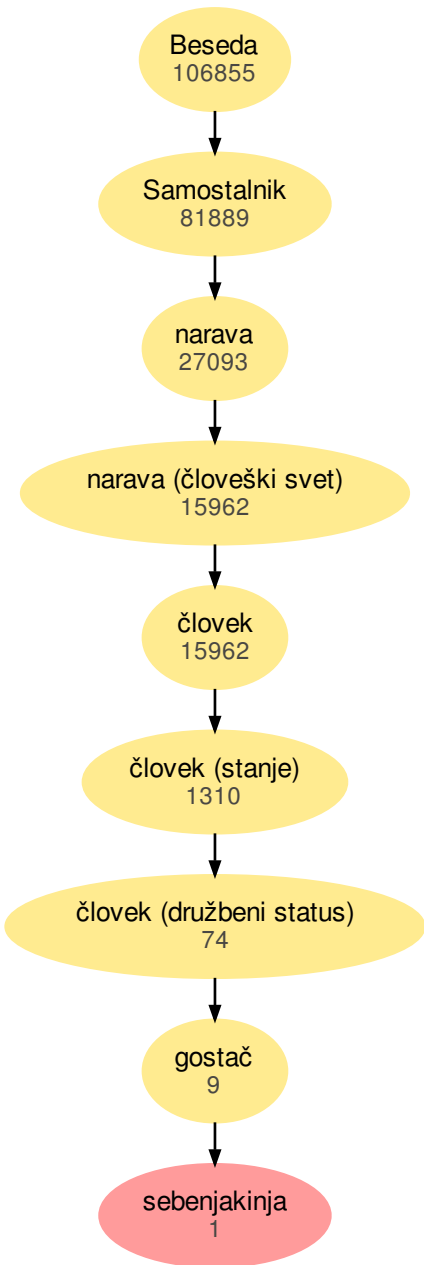 Beseda
106855
Samostalnik
81889
narava
27093
narava (človeški svet)
15962
človek
15962
človek (stanje)
1310
človek (družbeni status)
74
gostač
9
sebenjakinja
1